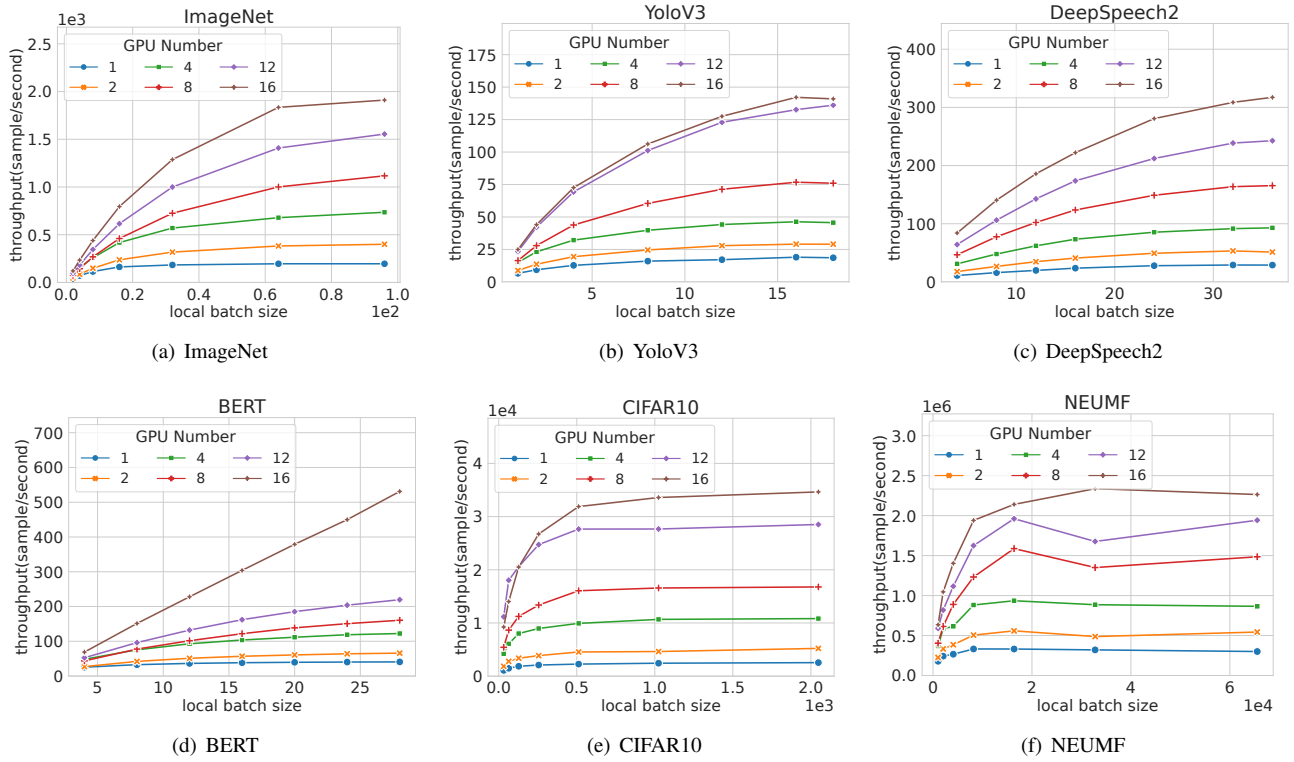 ImageNet
1e3
GPU Number
1 4 12
2 8 16
throughput(sample/second)
2.5
2.0
1.5
1.0
0.5
0.0
0.0 0.2 0.4 0.6 0.8 1.0
1e2
local batch size
(a) ImageNet
YoloV3
GPU Number
1 4 12
2 8 16
throughput(sample/second)
175
150
125
100
75
50
25
0
5 10 15
local batch size
(b) YoloV3
DeepSpeech2
GPU Number
1 4 12
2 8 16
throughput(sample/second)
400
300
200
100
0
10 20 30
local batch size
(c) DeepSpeech2
BERT
GPU Number
1 4 12
2 8 16
throughput(sample/second)
700
600
500
400
300
200
100
0
5 10 15 20 25
local batch size
(d) BERT
CIFAR10
1e4
GPU Number
1 4 12
2 8 16
throughput(sample/second)
4
3
2
1
0
0.0 0.5 1.0 1.5 2.0
1e3
local batch size
(e) CIFAR10
NEUMF
1e6
GPU Number
1 4 12
2 8 16
throughput(sample/second)
3.0
2.5
2.0
1.5
1.0
0.5
0.0
0 2 4 6
1e4
local batch size
(f) NEUMF